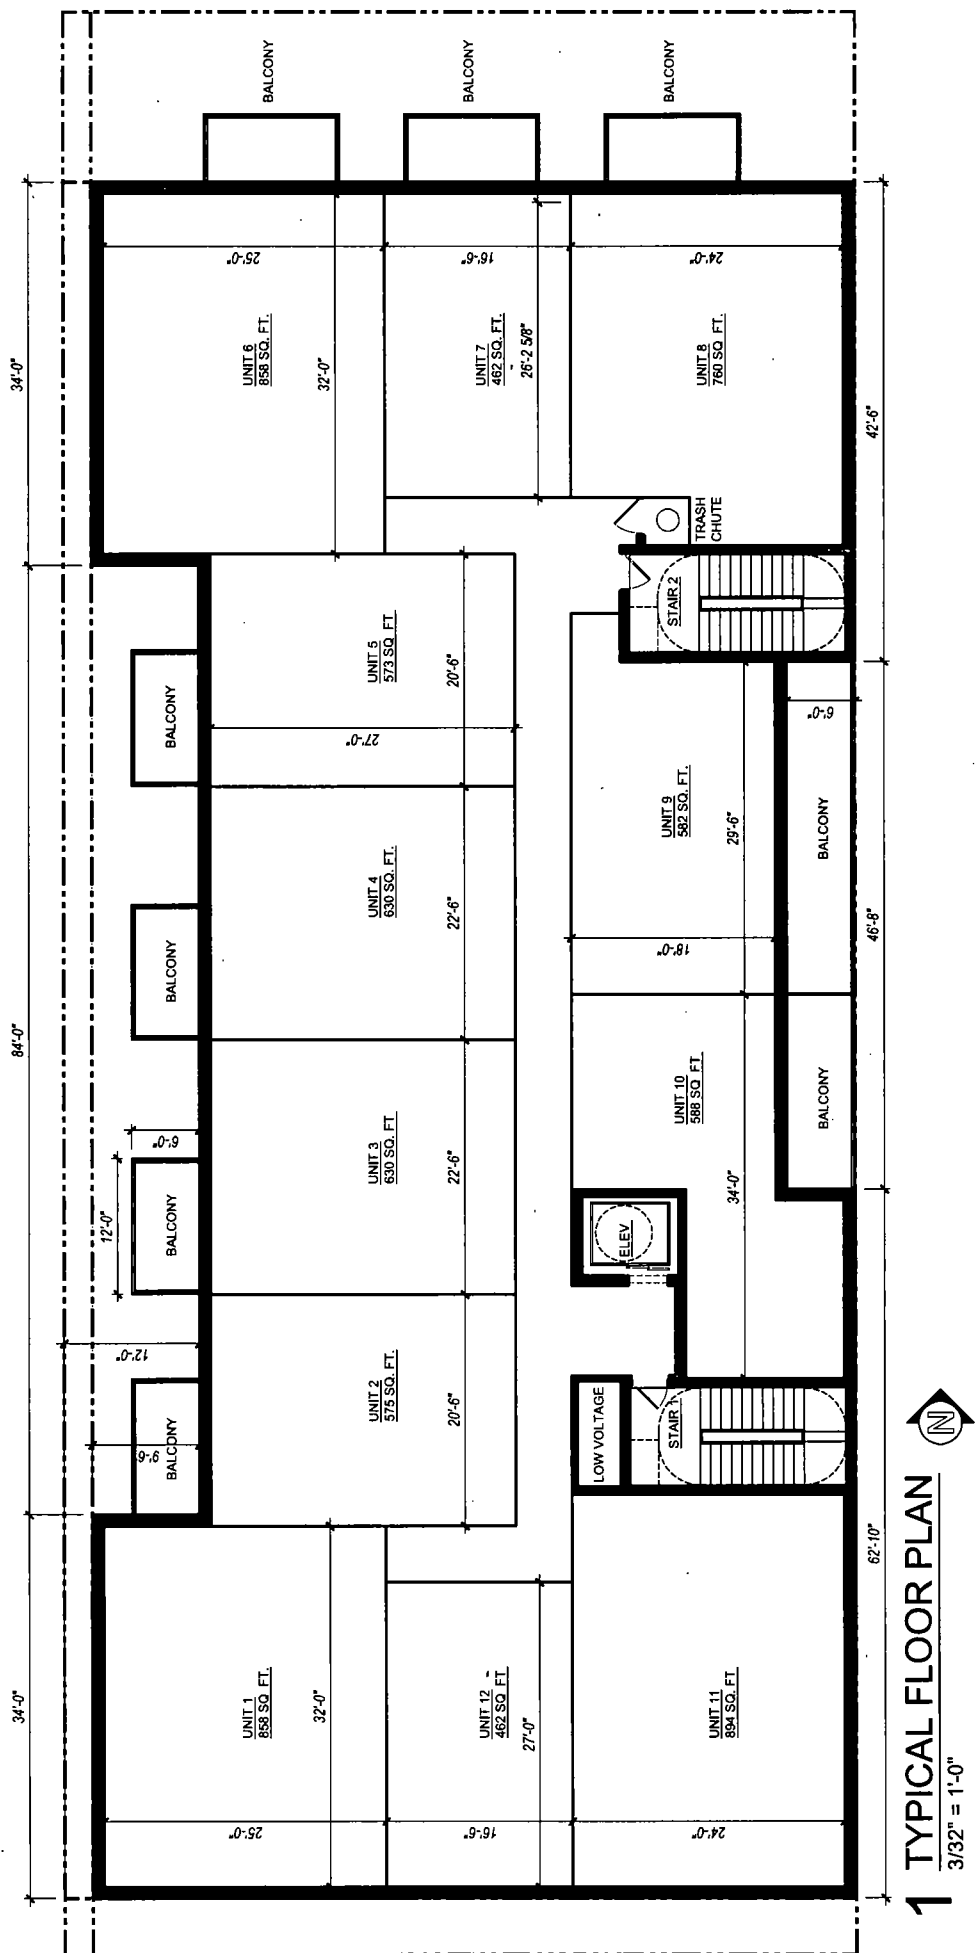 34'-0"
84'-0"
34'-0"
12'-0"
9'-6"
12'-0"
6'-0"
BALCONY
BALCONY
BALCONY
BALCONY
BALCONY
BALCONY
BALCONY
UNIT 1
858 SQ FT.
32'-0"
25'-0"
UNIT 2
575 SQ. FT.
20'-6"
UNIT 3
630 SQ. FT
22'-6"
UNIT 4
630 SQ. FT.
22'-6"
UNIT 5
573 SQ FT
20'-6"
27'-0"
UNIT 6
858 SQ. FT.
32'-0"
25'-0"
UNIT 12
462 SQ FT
27'-0"
16'-6"
UNIT 7
462 SQ. FT.
26'-2 5/8"
16'-6"
UNIT 11
894 SQ. FT
24'-0"
LOW VOLTAGE
STAIR 1
ELEV
UNIT 10
588 SQ FT
34'-0"
UNIT 9
582 SQ. FT.
29'-6"
18'-0"
STAIR 2
TRASH
CHUTE
UNIT 8
760 SQ FT.
24'-0"
BALCONY
BALCONY
6'-0"
62'-10"
46'-8"
42'-6"
1 TYPICAL FLOOR PLAN
3/32" = 1'-0"
N